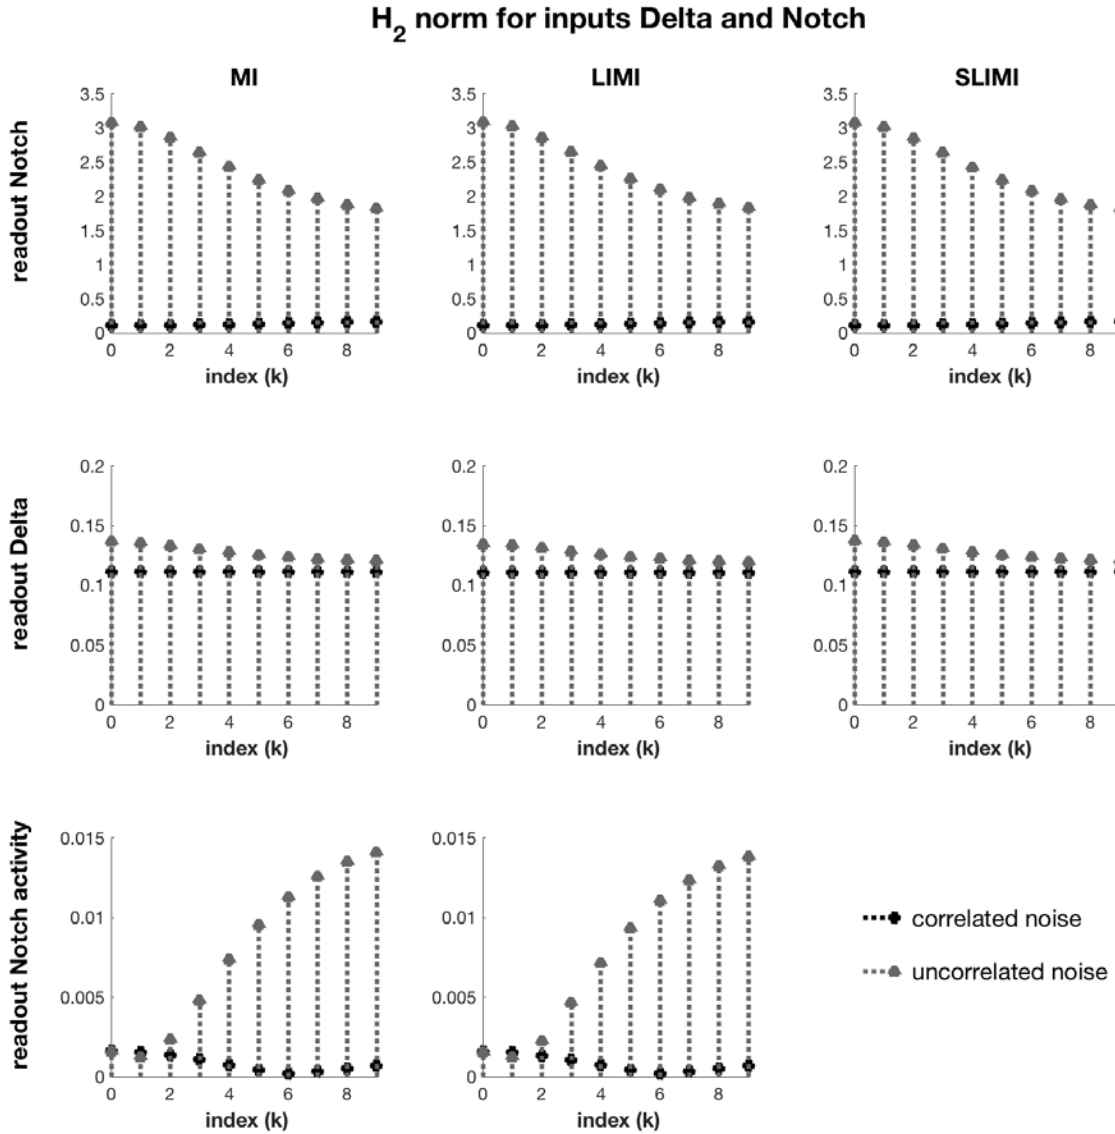 H2 norm for inputs Delta and Notch
MI LIMI SLIMI
readout Notch
3.5 3.5 3.5
3 3 3
2.5 2.5 2.5
2 2 2
1.5 1.5 1.5
1 1 1
0.5 0.5 0.5
0 0 0
0 2 4 6 8 0 2 4 6 8 0 2 4 6 8
index (k) index (k) index (k)
readout Delta
0.2 0.2 0.2
0.15 0.15 0.15
0.1 0.1 0.1
0.05 0.05 0.05
0 0 0
0 2 4 6 8 0 2 4 6 8 0 2 4 6 8
index (k) index (k) index (k)
readout Notch activity
0.015 0.015
0.01 0.01
0.005 0.005
0 0
0 2 4 6 8 0 2 4 6 8
index (k) index (k)
correlated noise
uncorrelated noise